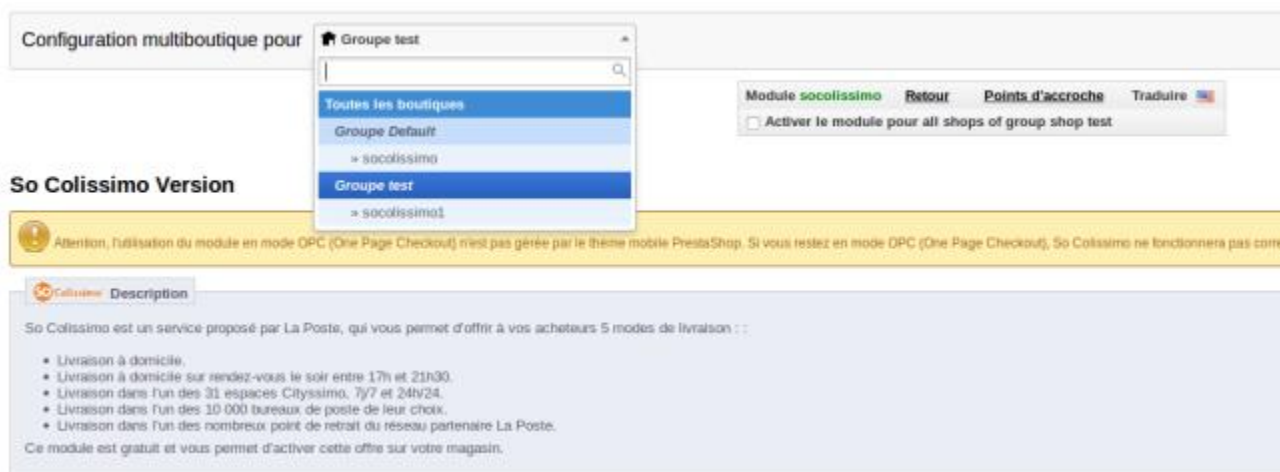 Configuration multiboutique pour Groupe test
Toutes les boutiques
Module socolissimo Retour Points d'accroche Traduire
Groupe Default
Activer le module pour all shops of group shop test
» socolissimo
So Colissimo Version
Groupe test
» socolissimo1
Attention, l'utilisation du module en mode OPC (One Page Checkout) n'est pas gérée par le thème mobile PrestaShop. Si vous restez en mode OPC (One Page Checkout), So Colissimo ne fonctionnera pas corre
So Colissimo Description
So Colissimo est un service proposé par La Poste, qui vous permet d'offrir à vos acheteurs 5 modes de livraison : :
• Livraison à domicile.
• Livraison à domicile sur rendez-vous le soir entre 17h et 21h30.
• Livraison dans l'un des 31 espaces Cityssimo, 7j/7 et 24h/24.
• Livraison dans l'un des 10 000 bureaux de poste de leur choix.
• Livraison dans l'un des nombreux point de retrait du réseau partenaire La Poste.
Ce module est gratuit et vous permet d'activer cette offre sur votre magasin.